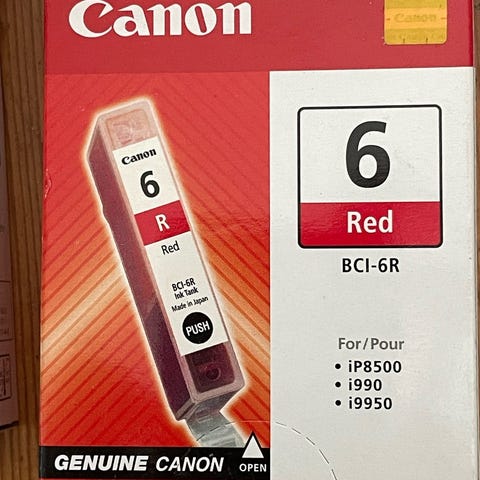 Canon
Canon
6
Red
BCI-6R
Canon
6
R
Red
BCI-6R
Ink Tank
Made in Japan
PUSH
For/Pour
• iP8500
• i990
• i9950
GENUINE CANON
OPEN